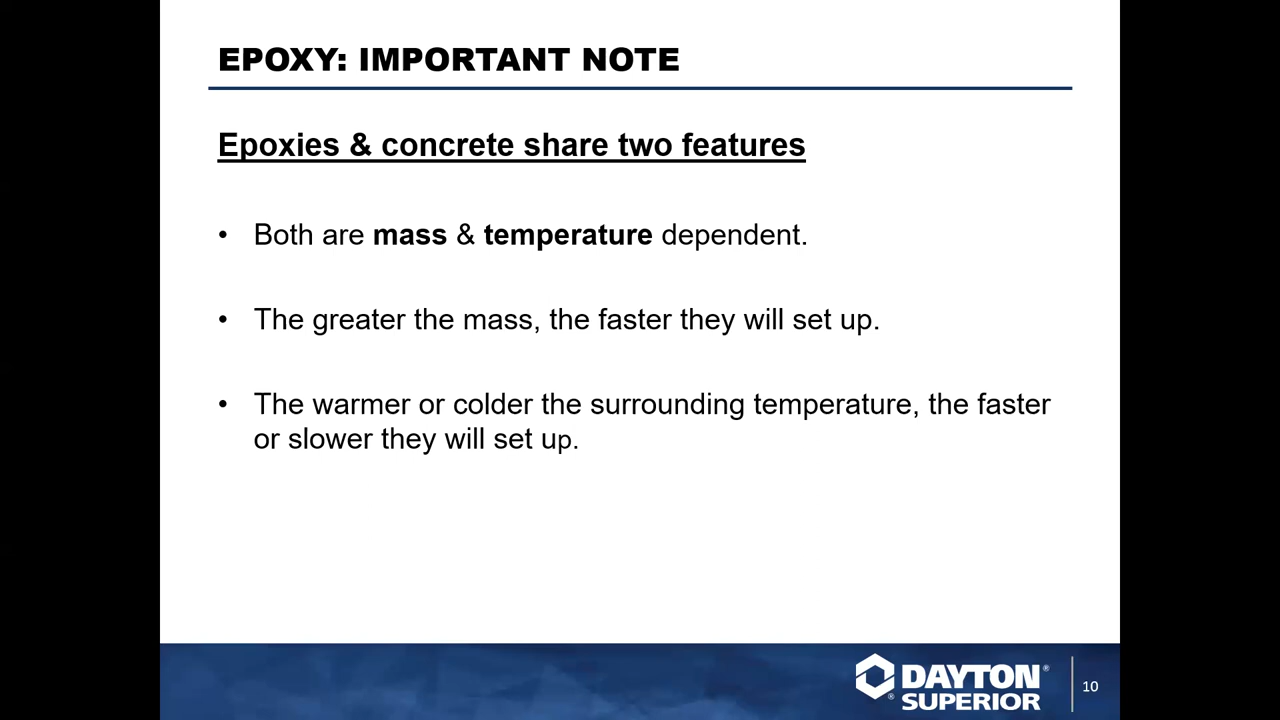 EPOXY: IMPORTANT NOTE
Epoxies & concrete share two features
• Both are mass & temperature dependent.
• The greater the mass, the faster they will set up.
• The warmer or colder the surrounding temperature, the faster
or slower they will set up.
DAYTON®
®SUPERIOR
10